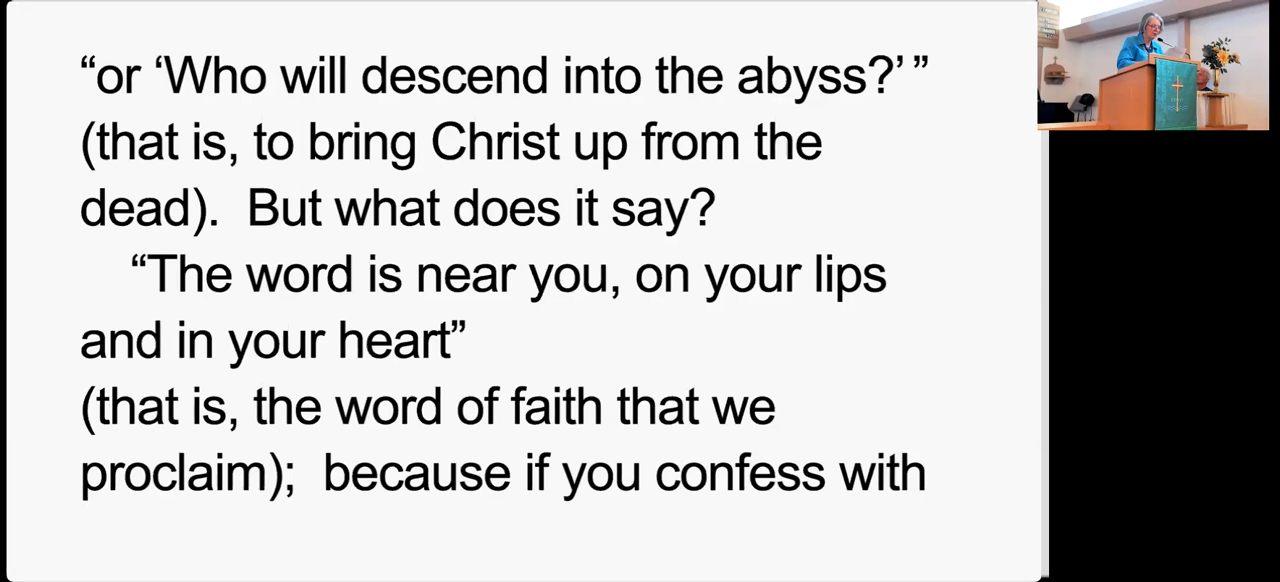 “or ‘Who will descend into the abyss?’ ”
(that is, to bring Christ up from the
dead).  But what does it say?
“The word is near you, on your lips
and in your heart”
(that is, the word of faith that we
proclaim);  because if you confess with